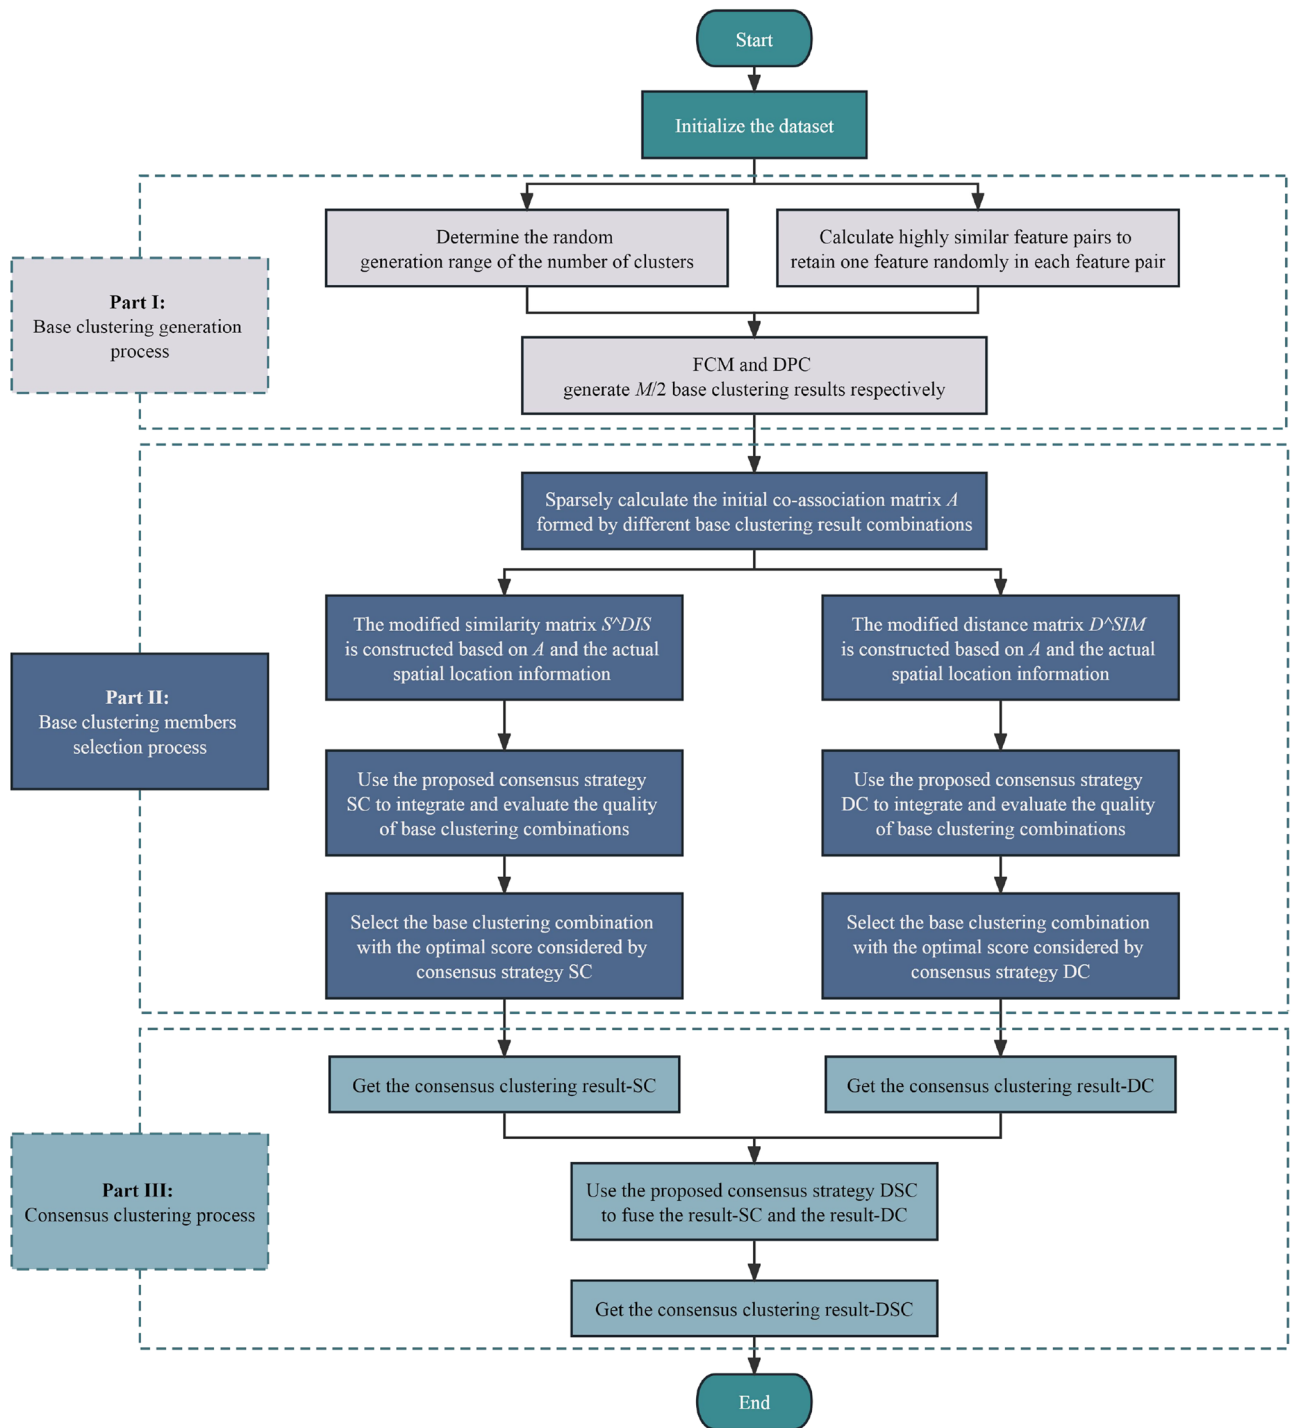 Start
Initialize the dataset
Determine the random
generation range of the number of clusters
Calculate highly similar feature pairs to
retain one feature randomly in each feature pair
Part I:
Base clustering generation
process
FCM and DPC
generate M/2 base clustering results respectively
Sparsely calculate the initial co-association matrix A
formed by different base clustering result combinations
The modified similarity matrix S^DIS
is constructed based on A and the actual
spatial location information
The modified distance matrix D^SIM
is constructed based on A and the actual
spatial location information
Part II:
Base clustering members
selection process
Use the proposed consensus strategy
SC to integrate and evaluate the quality
of base clustering combinations
Use the proposed consensus strategy
DC to integrate and evaluate the quality
of base clustering combinations
Select the base clustering combination
with the optimal score considered by
consensus strategy SC
Select the base clustering combination
with the optimal score considered by
consensus strategy DC
Get the consensus clustering result-SC
Get the consensus clustering result-DC
Part III:
Consensus clustering process
Use the proposed consensus strategy DSC
to fuse the result-SC and the result-DC
Get the consensus clustering result-DSC
End